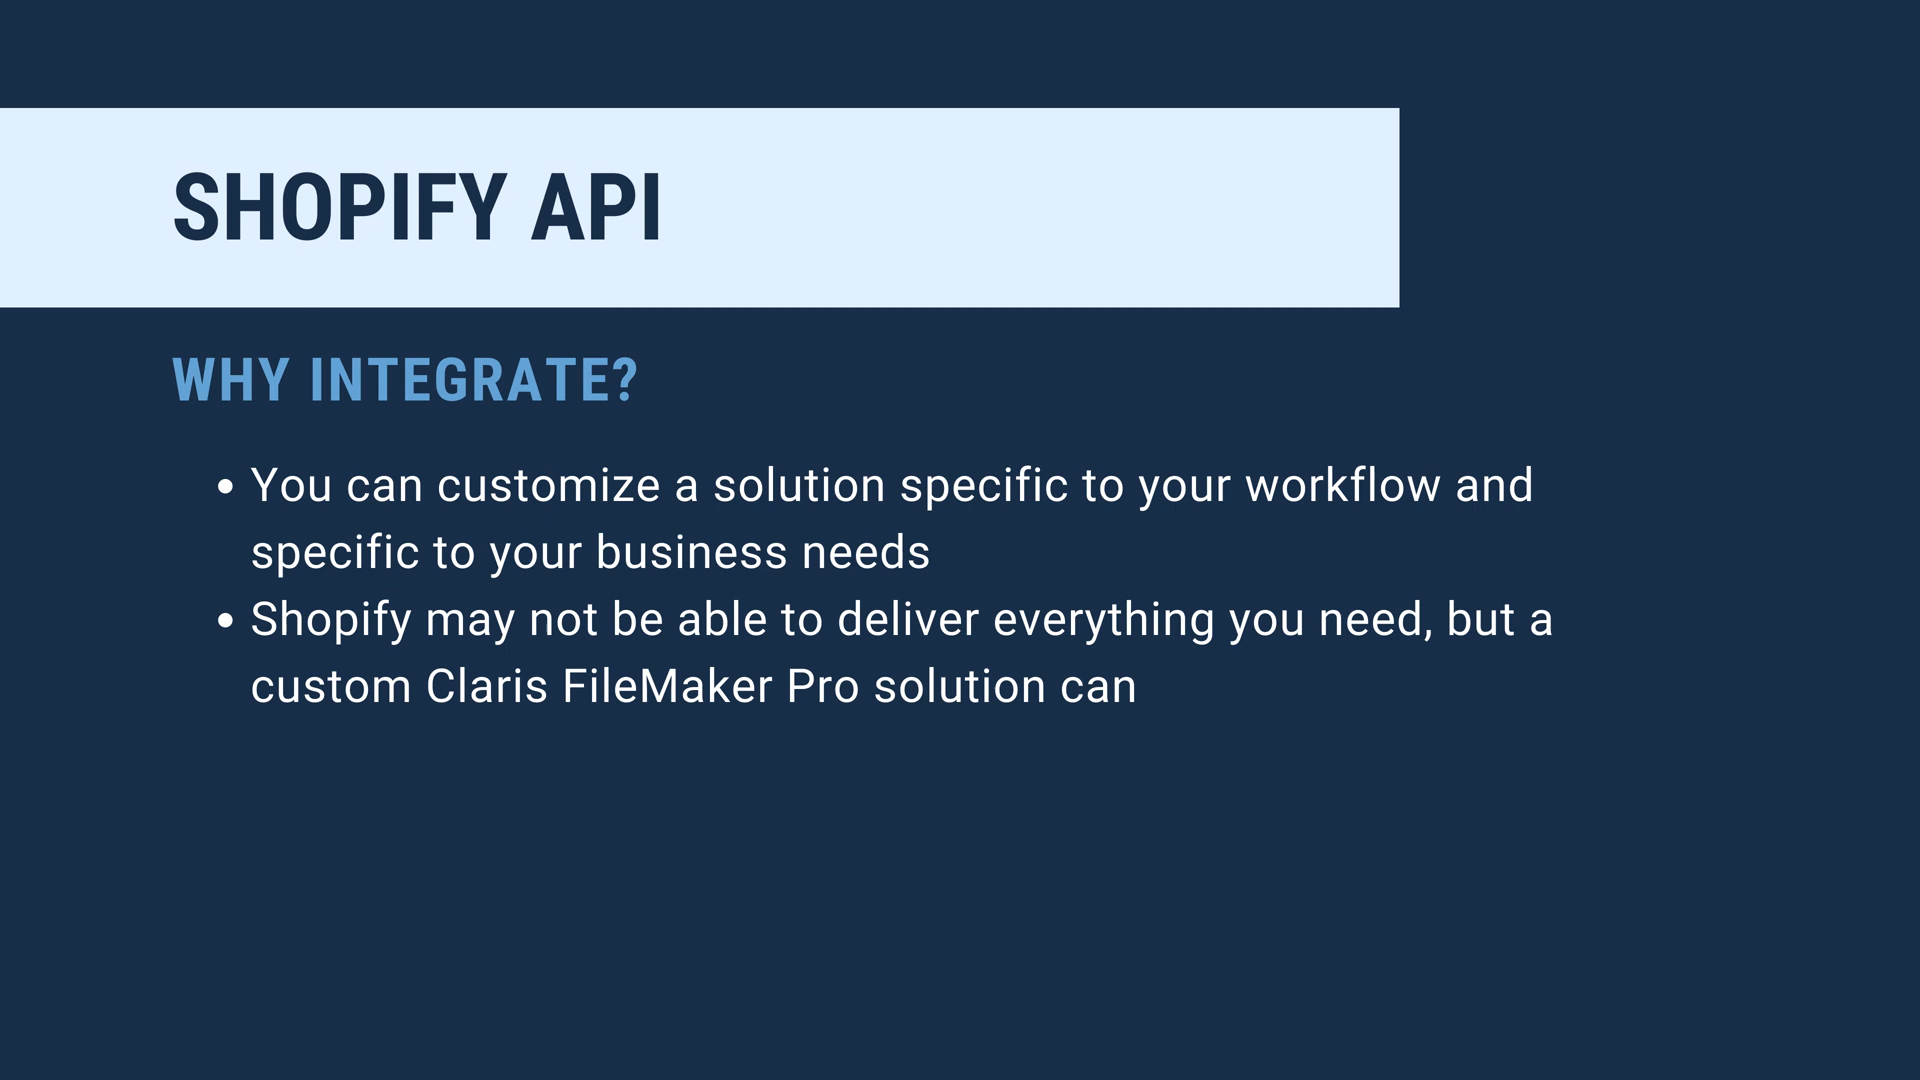 SHOPIFY API
WHY INTEGRATE?
• You can customize a solution specific to your workflow and
specific to your business needs
• Shopify may not be able to deliver everything you need, but a
custom Claris FileMaker Pro solution can